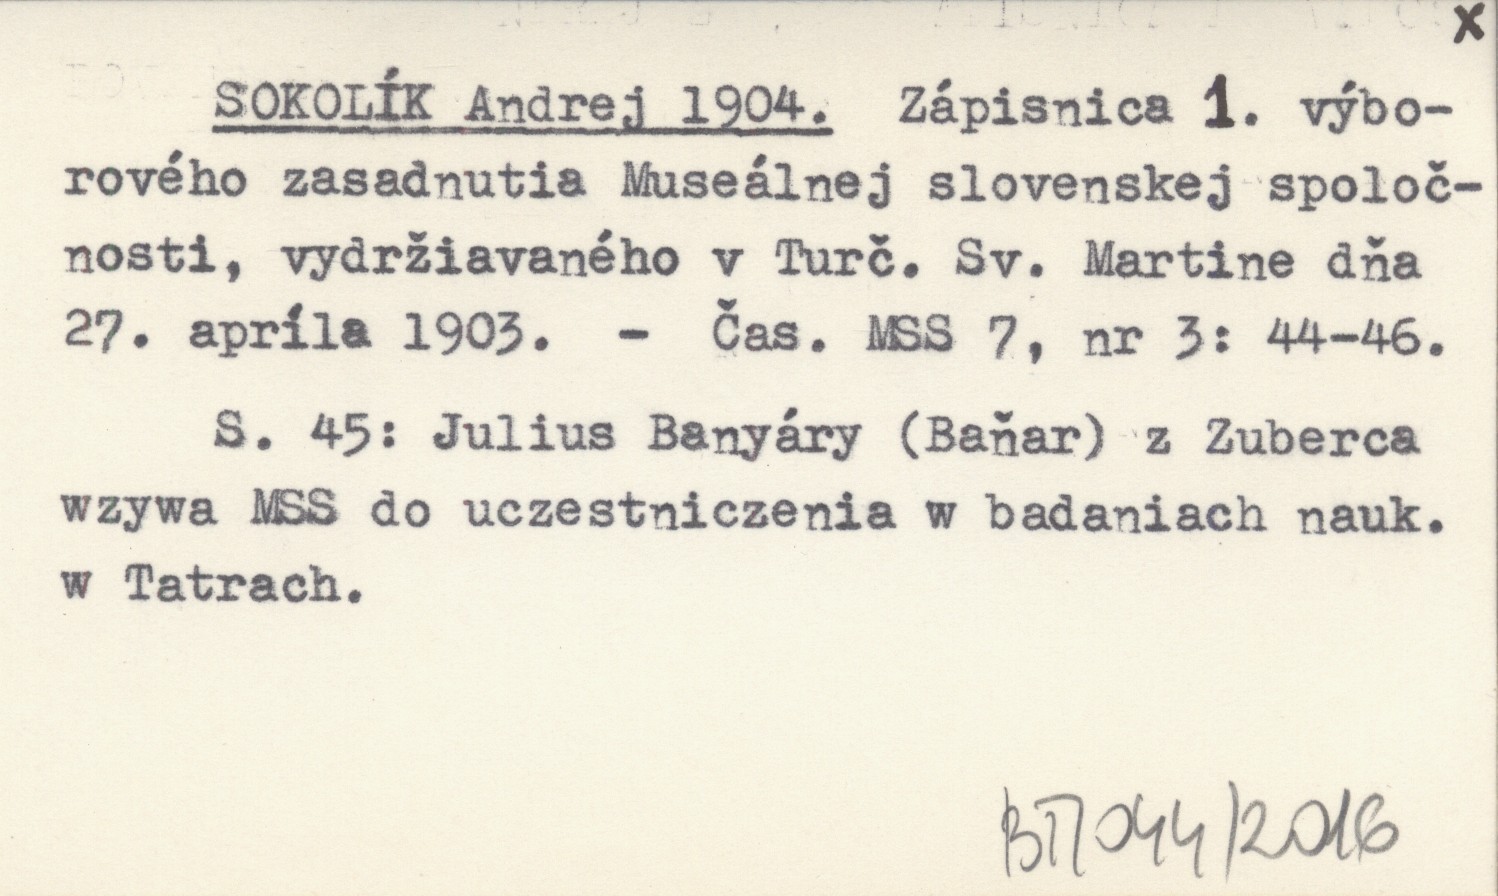 x
SOKOLÍK Andrej 1904. Zápisnica 1. výbo-
rového zasadnutia Museálnej slovenskej spoloč-
nosti, vydržiavaného v Turč. Sv. Martine dňa
27. apríla 1903. - Čas. MSS 7, nr 3: 44-46.
S. 45: Julius Banyáry (Baňar) z Zuberca
wzywa MSS do uczestniczenia w badaniach nauk.
w Tatrach.
044/2016